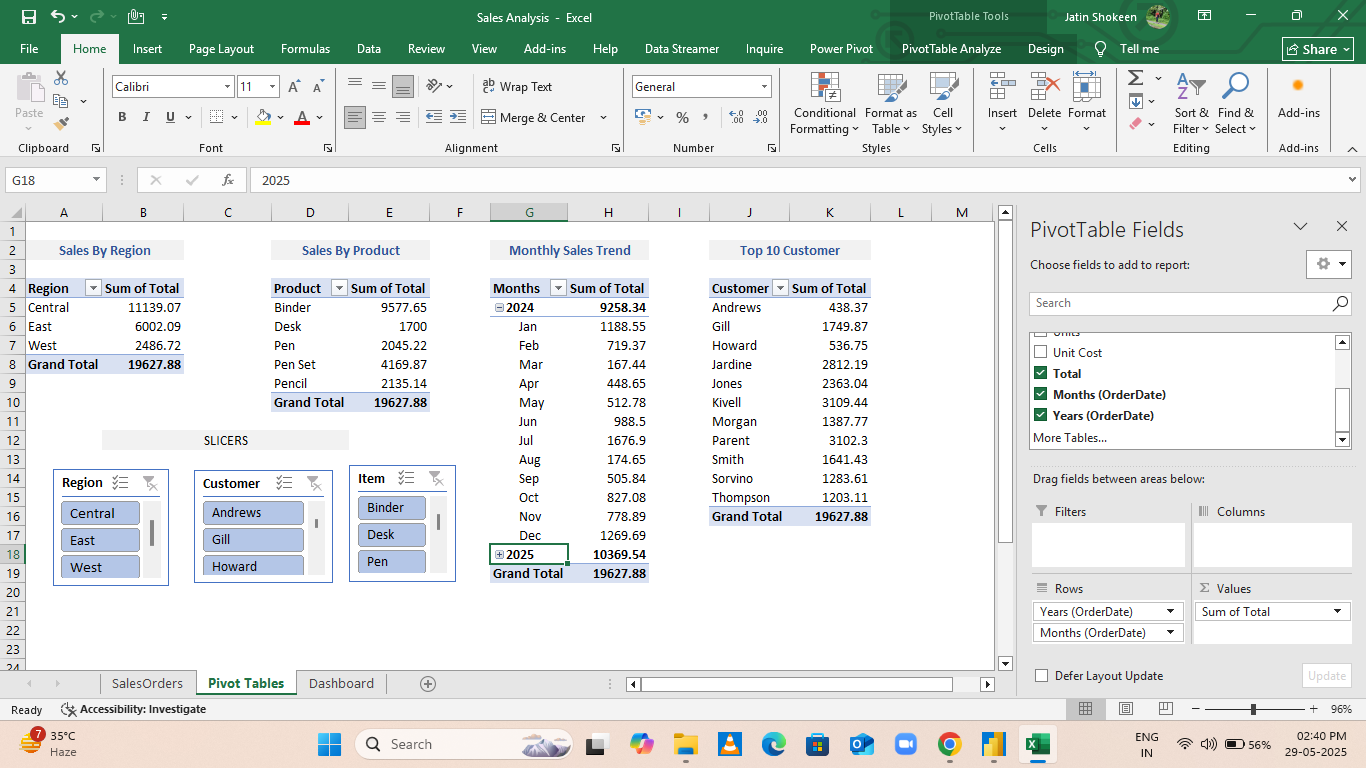 Sales Analysis - Excel
PivotTable Tools
Jatin Shokeen
File Home Insert Page Layout Formulas Data Review View Add-ins Help Data Streamer Inquire Power Pivot PivotTable Analyze Design Tell me Share
Paste
Calibri 11
Wrap Text
General
Conditional Formatting
Format as Table
Cell Styles
Insert Delete Format
Sort & Filter
Find & Select
Add-ins
B I U
A
Merge & Center
% ,
Clipboard Font Alignment Number Styles Cells Editing Add-ins
G18 fx 2025
A B C D E F G H I J K L M
1
2 Sales By Region Sales By Product Monthly Sales Trend Top 10 Customer
3
4 Region Sum of Total Product Sum of Total Months Sum of Total Customer Sum of Total
5 Central 11139.07 Binder 9577.65 2024 9258.34 Andrews 438.37
6 East 6002.09 Desk 1700 Jan 1188.55 Gill 1749.87
7 West 2486.72 Pen 2045.22 Feb 719.37 Howard 536.75
8 Grand Total 19627.88 Pen Set 4169.87 Mar 167.44 Jardine 2812.19
9 Pencil 2135.14 Apr 448.65 Jones 2363.04
10 Grand Total 19627.88 May 512.78 Kivell 3109.44
11 Jun 988.5 Morgan 1387.77
12 SLICERS Jul 1676.9 Parent 3102.3
13 Aug 174.65 Smith 1641.43
14 Sep 505.84 Sorvino 1283.61
15 Oct 827.08 Thompson 1203.11
16 Nov 778.89 Grand Total 19627.88
17 Dec 1269.69
18 2025 10369.54
19 Grand Total 19627.88
20
21
22
23
24
Region
Central
East
West
Customer
Andrews
Gill
Howard
Item
Binder
Desk
Pen
PivotTable Fields
Choose fields to add to report:
Search
Units
Unit Cost
Total
Months (OrderDate)
Years (OrderDate)
More Tables...
Drag fields between areas below:
Filters Columns
Rows Values
Years (OrderDate) Sum of Total
Months (OrderDate)
Defer Layout Update Update
SalesOrders Pivot Tables Dashboard
Ready Accessibility: Investigate 96%
7 35°C
Haze
Search
ENG
IN
56%
02:40 PM
29-05-2025